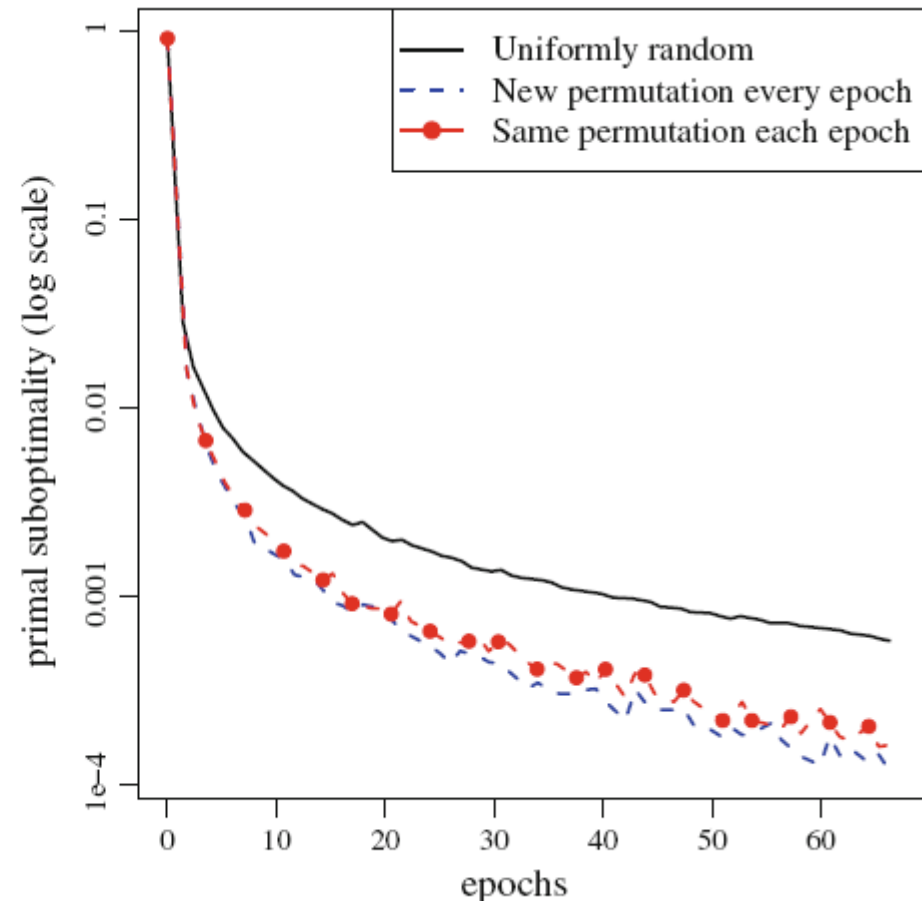 Uniformly random
New permutation every epoch
Same permutation each epoch
primal suboptimality (log scale)
1
0.1
0.01
0.001
1e−4
0 10 20 30 40 50 60
epochs